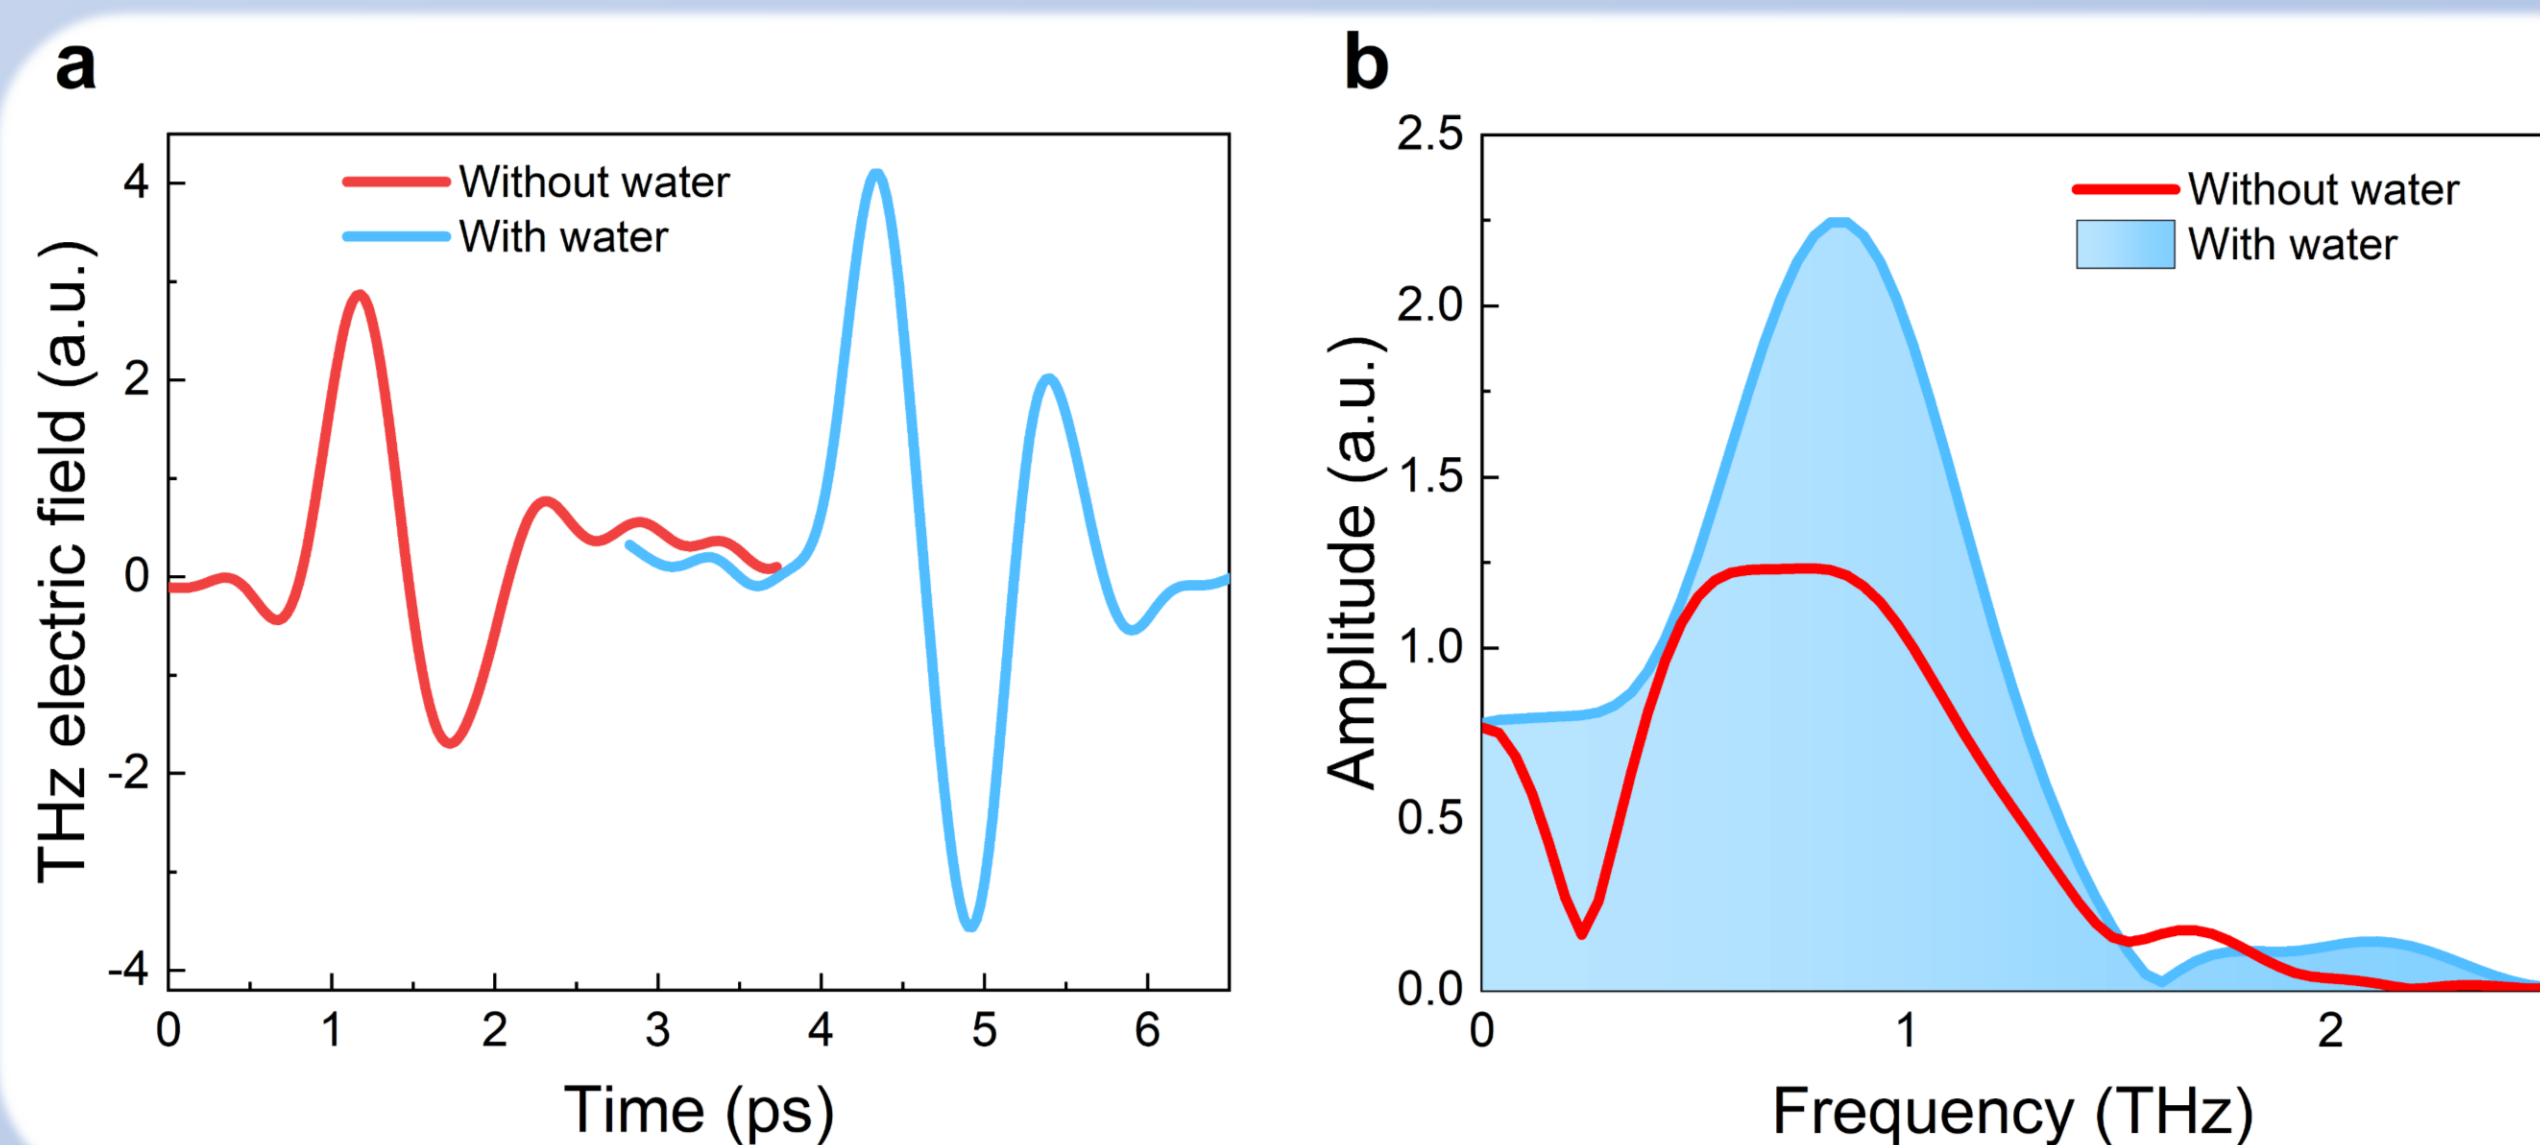 a
Without water
With water
THz electric field (a.u.)
4
2
0
-2
-4
0 1 2 3 4 5 6
Time (ps)
b
Without water
With water
Amplitude (a.u.)
2.5
2.0
1.5
1.0
0.5
0.0
0 1 2
Frequency (THz)